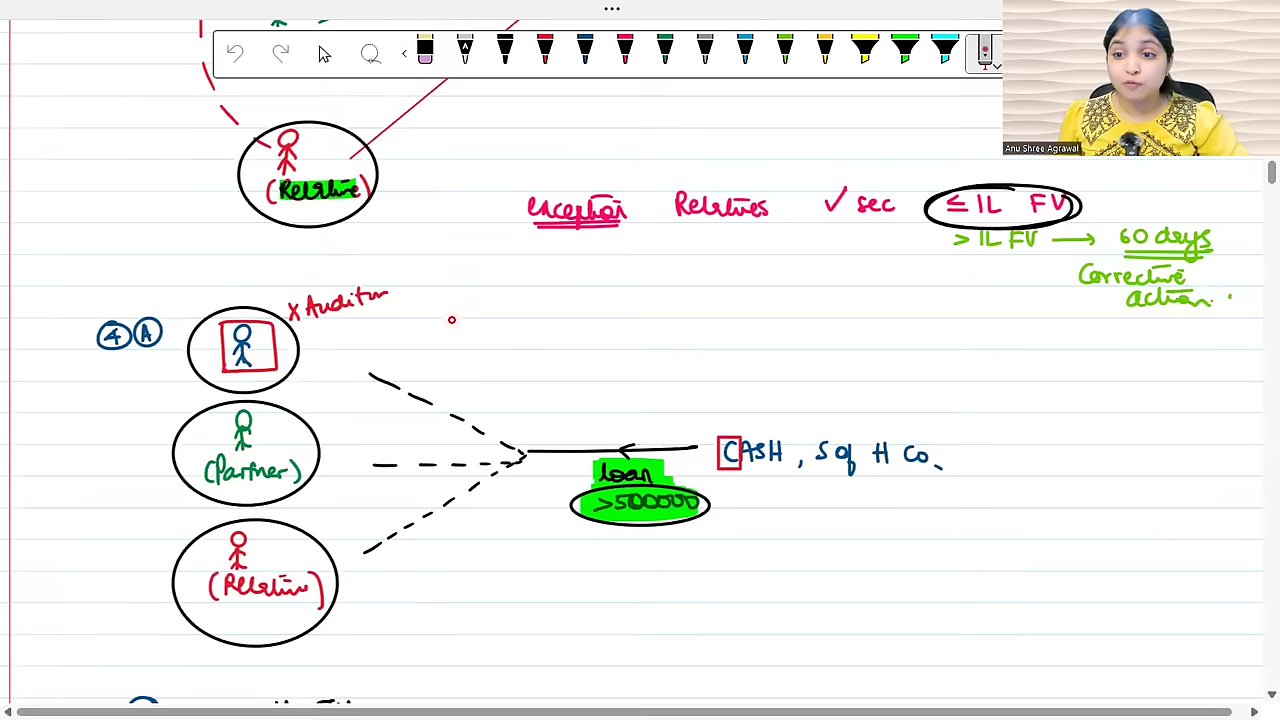 Anu Shree Agrawal
(Relative)
exception Relatives ✓ sec ≤ 1L FV
> 1L FV → 60 days
Corrective
action.
X Auditor
4 A
(Partner)
CASH, S of H Co.
loan
>500000
(Relative)